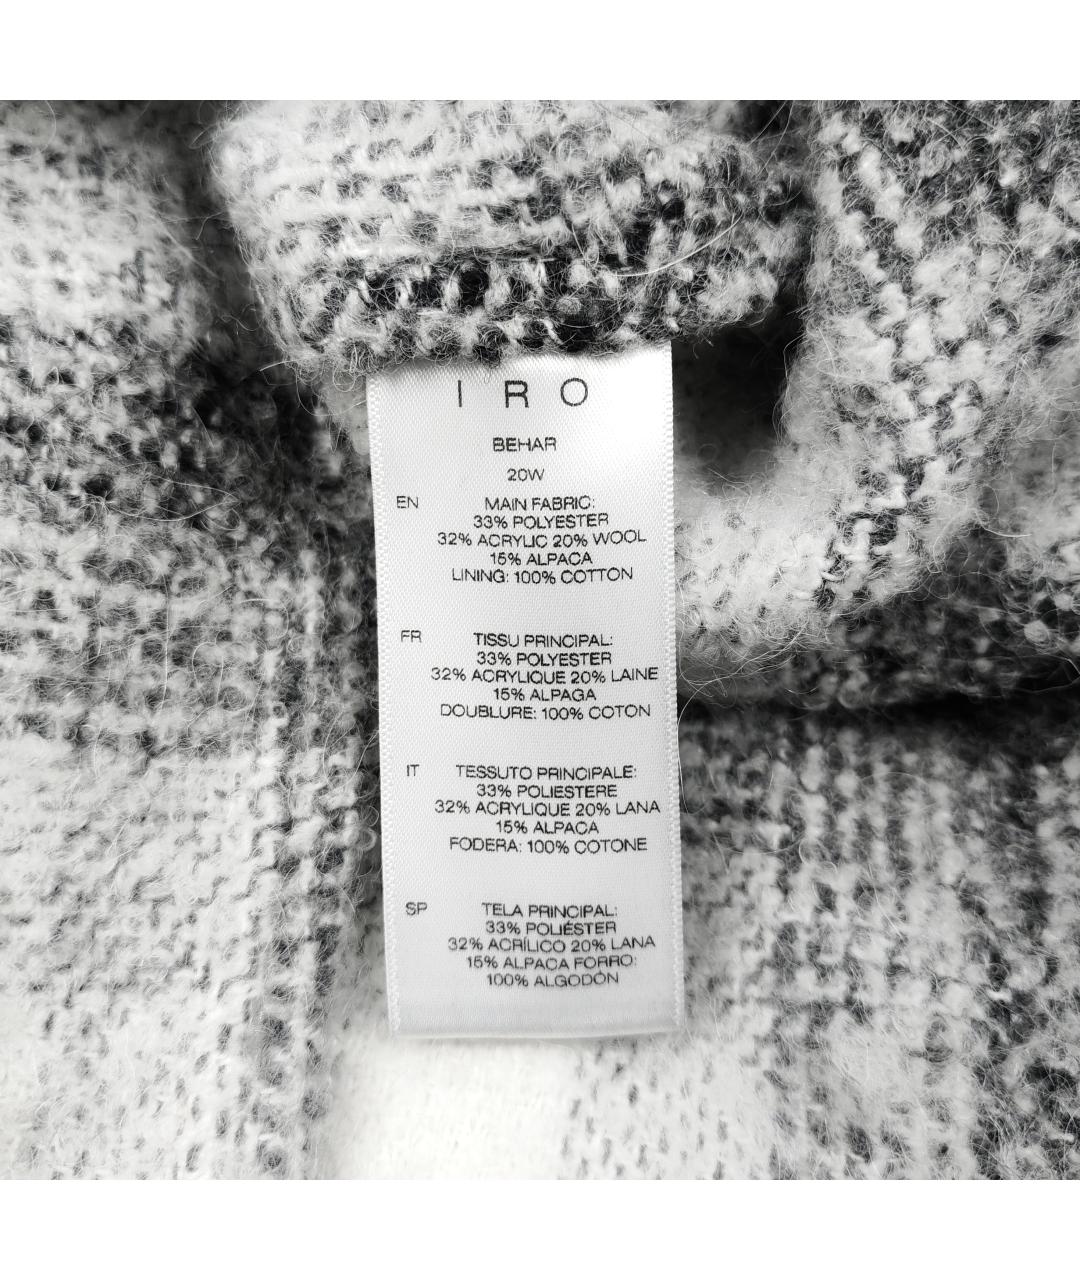 IRO
BEHAR
20W
EN MAIN FABRIC:
33% POLYESTER
32% ACRYLIC 20% WOOL
15% ALPACA
LINING: 100% COTTON
FR TISSU PRINCIPAL:
33% POLYESTER
32% ACRYLIQUE 20% LAINE
15% ALPAGA
DOUBLURE: 100% COTON
IT TESSUTO PRINCIPALE:
33% POLIESTERE
32% ACRYLIQUE 20% LANA
15% ALPACA
FODERA: 100% COTONE
SP TELA PRINCIPAL:
33% POLIÉSTER
32% ACRÍLICO 20% LANA
15% ALPACA FORRO:
100% ALGODÓN